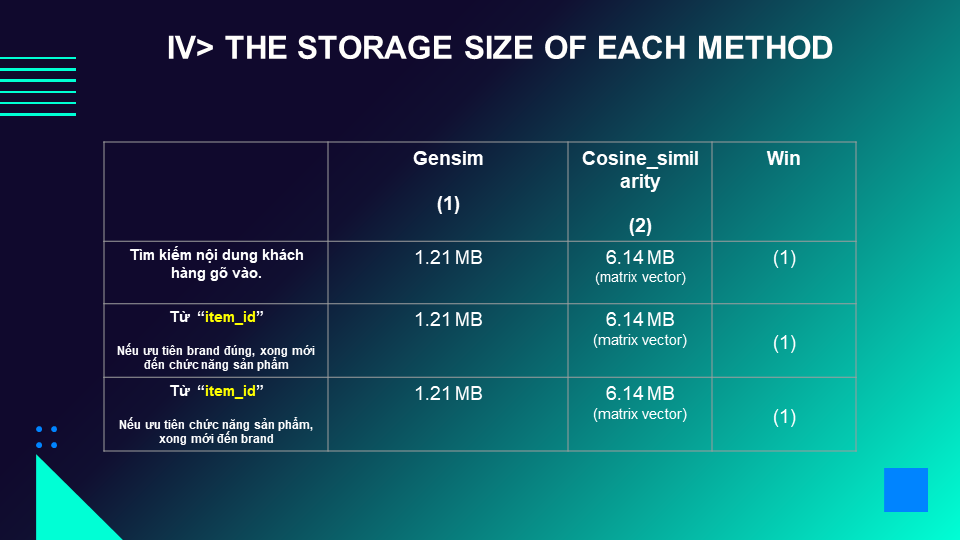 IV> THE STORAGE SIZE OF EACH METHOD
Gensim
(1)
Cosine_simil
arity
(2)
Win
Tìm kiếm nội dung khách
hàng gõ vào.
1.21 MB
6.14 MB
(matrix vector)
(1)
Từ “item_id”
Nếu ưu tiên brand đúng, xong mới
đến chức năng sản phẩm
1.21 MB
6.14 MB
(matrix vector)
(1)
Từ “item_id”
Nếu ưu tiên chức năng sản phẩm,
xong mới đến brand
1.21 MB
6.14 MB
(matrix vector)
(1)